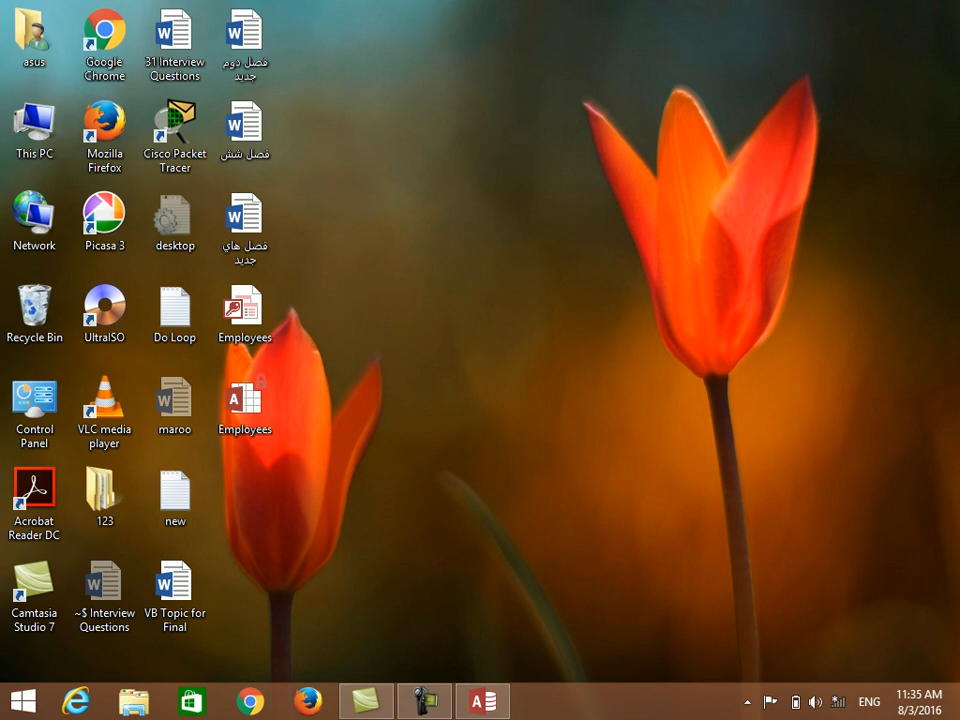 asus
Google
Chrome
31 Interview
Questions
فصل دوم
جديد
This PC
Mozilla
Firefox
Cisco Packet
Tracer
فصل شش
Network
Picasa 3
desktop
فصل هاي
جديد
Recycle Bin
UltraISO
Do Loop
Employees
Control
Panel
VLC media
player
maroo
Employees
Acrobat
Reader DC
123
new
Camtasia
Studio 7
~$ Interview
Questions
VB Topic for
Final
ENG
11:35 AM
8/3/2016